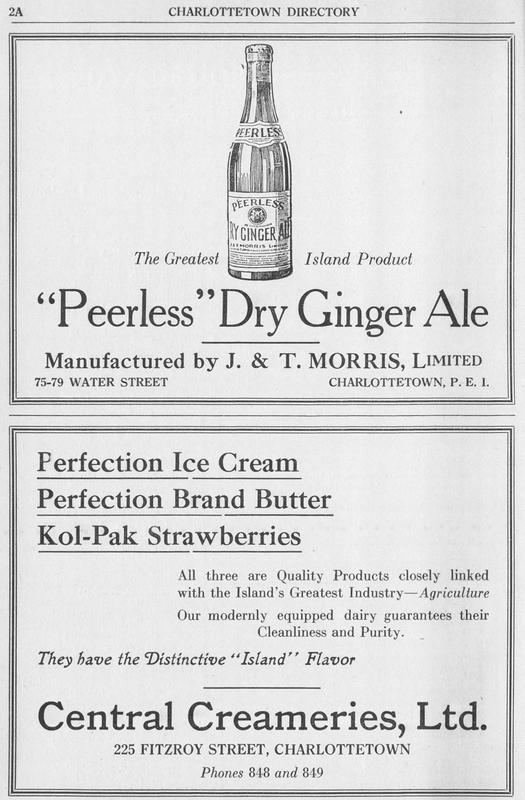 2A
CHARLOTTETOWN DIRECTORY
PEERLESS
PEERLESS
DRY GINGER ALE
J. & T. MORRIS LIMITED
The Greatest Island Product
“Peerless” Dry Ginger Ale
Manufactured by J. & T. MORRIS, LIMITED
75-79 WATER STREET CHARLOTTETOWN, P. E. I.
Perfection Ice Cream
Perfection Brand Butter
Kol-Pak Strawberries
All three are Quality Products closely linked
with the Island's Greatest Industry—Agriculture
Our modernly equipped dairy guarantees their
Cleanliness and Purity.
They have the Distinctive “Island” Flavor
Central Creameries, Ltd.
225 FITZROY STREET, CHARLOTTETOWN
Phones 848 and 849